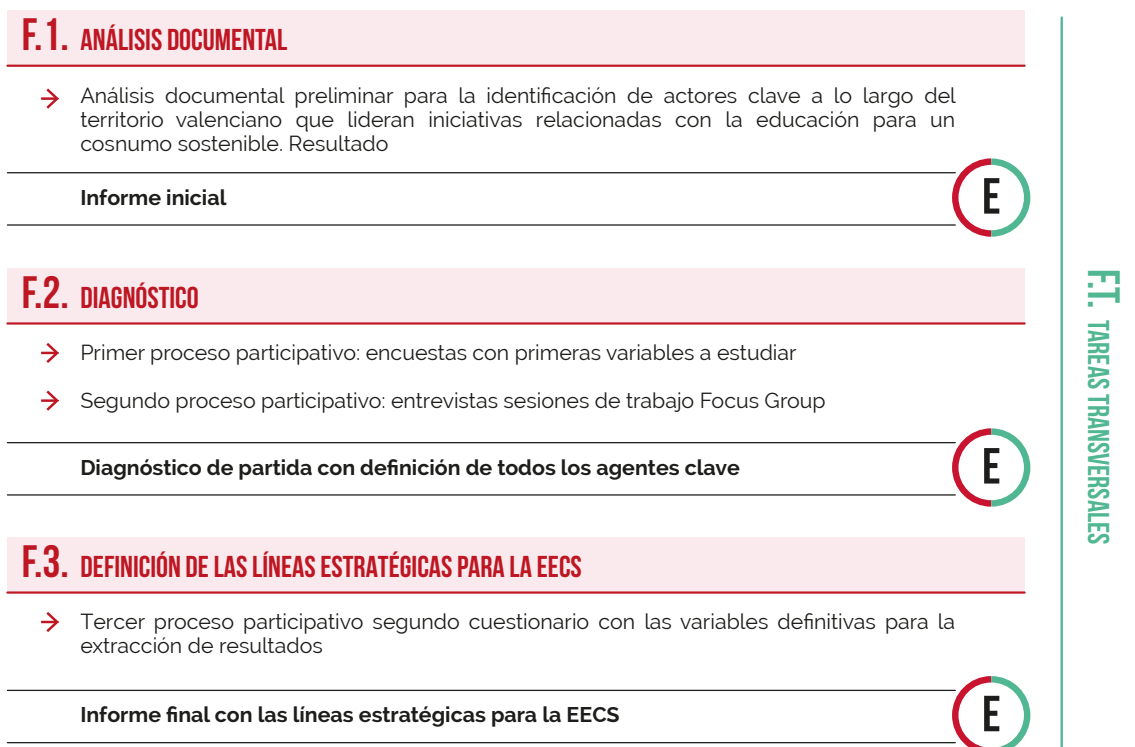 F.1. ANÁLISIS DOCUMENTAL
→ Análisis documental preliminar para la identificación de actores clave a lo largo del
territorio valenciano que lideran iniciativas relacionadas con la educación para un
cosnumo sostenible. Resultado
Informe inicial
E
F.2. DIAGNÓSTICO
→ Primer proceso participativo: encuestas con primeras variables a estudiar
→ Segundo proceso participativo: entrevistas sesiones de trabajo Focus Group
Diagnóstico de partida con definición de todos los agentes clave
E
F.3. DEFINICIÓN DE LAS LÍNEAS ESTRATÉGICAS PARA LA EECS
→ Tercer proceso participativo segundo cuestionario con las variables definitivas para la
extracción de resultados
Informe final con las líneas estratégicas para la EECS
E
F.T. TAREAS TRANSVERSALES